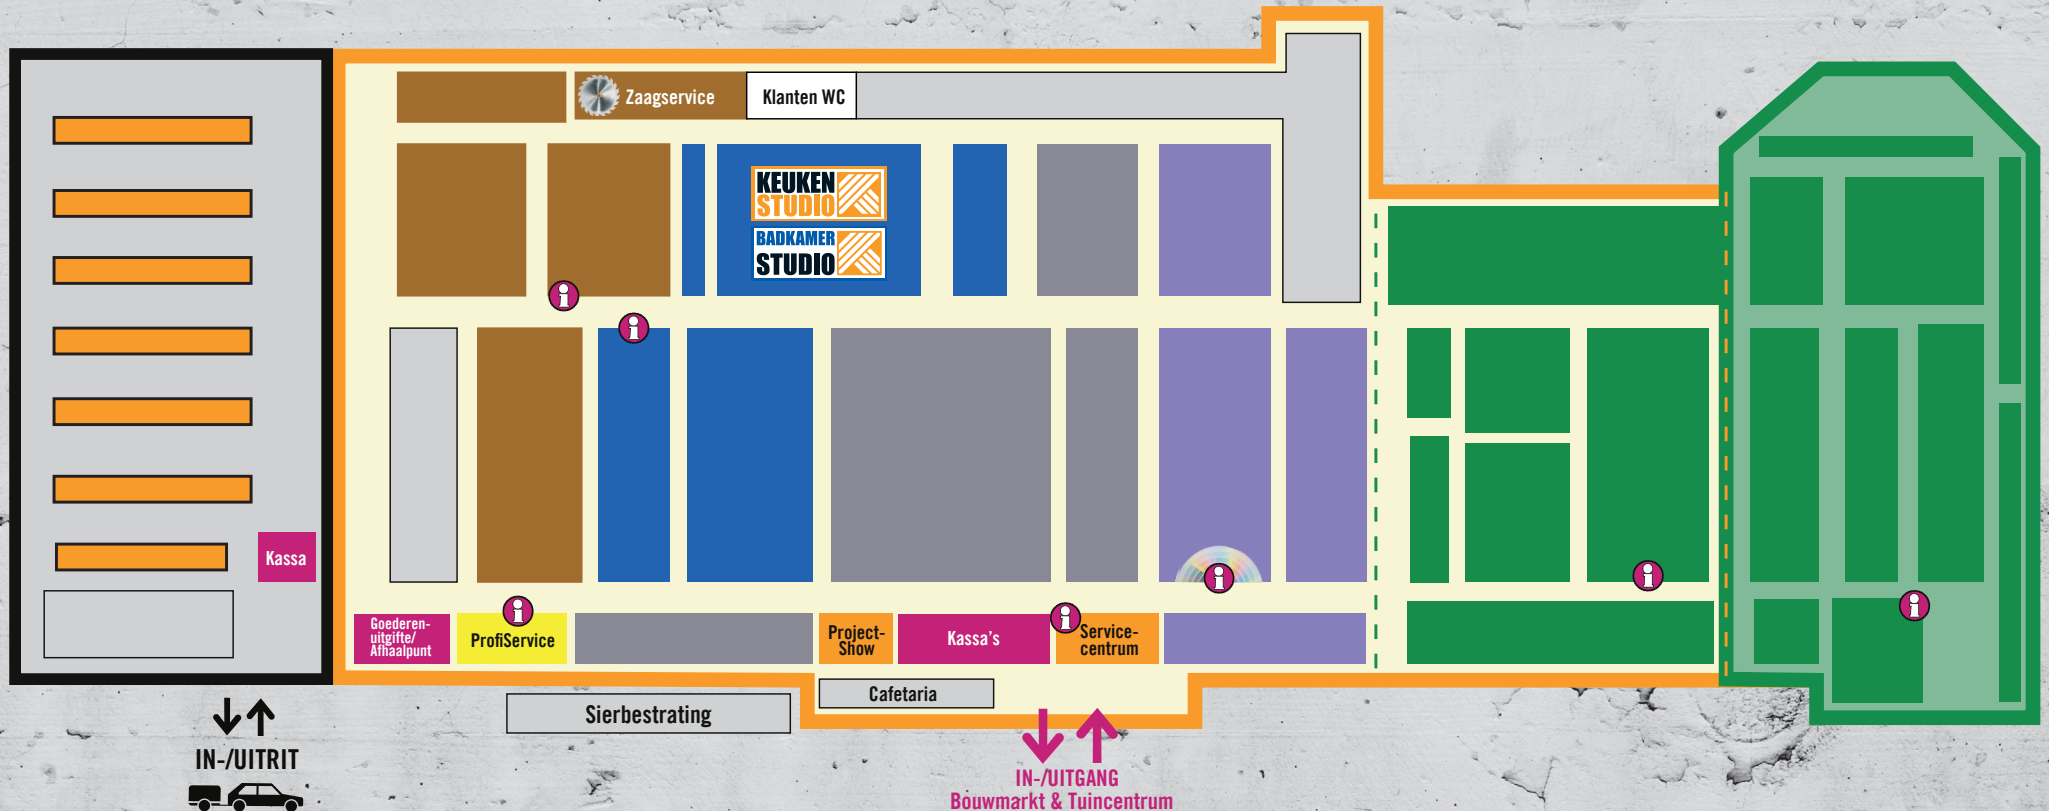 Zaagservice
Klanten WC
KEUKEN
STUDIO
BADKAMER
STUDIO
Kassa
Goederen-
uitgifte/
Afhaalpunt
ProfiService
Project-
Show
Kassa's
Service-
centrum
Cafetaria
Sierbestrating
IN-/UITRIT
IN-/UITGANG
Bouwmarkt & Tuincentrum